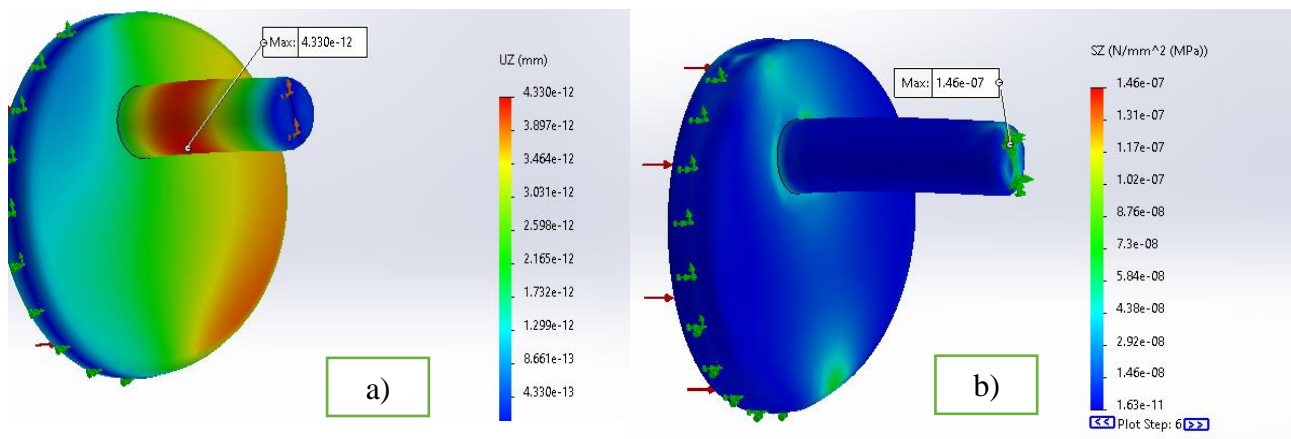 Max: 4.330e-12
UZ (mm)
4.330e-12
3.897e-12
3.464e-12
3.031e-12
2.598e-12
2.165e-12
1.732e-12
1.299e-12
8.661e-13
4.330e-13
a)
Max: 1.46e-07
SZ (N/mm^2 (MPa))
1.46e-07
1.31e-07
1.17e-07
1.02e-07
8.76e-08
7.3e-08
5.84e-08
4.38e-08
2.92e-08
1.46e-08
1.63e-11
<< Plot Step: 6 >>
b)